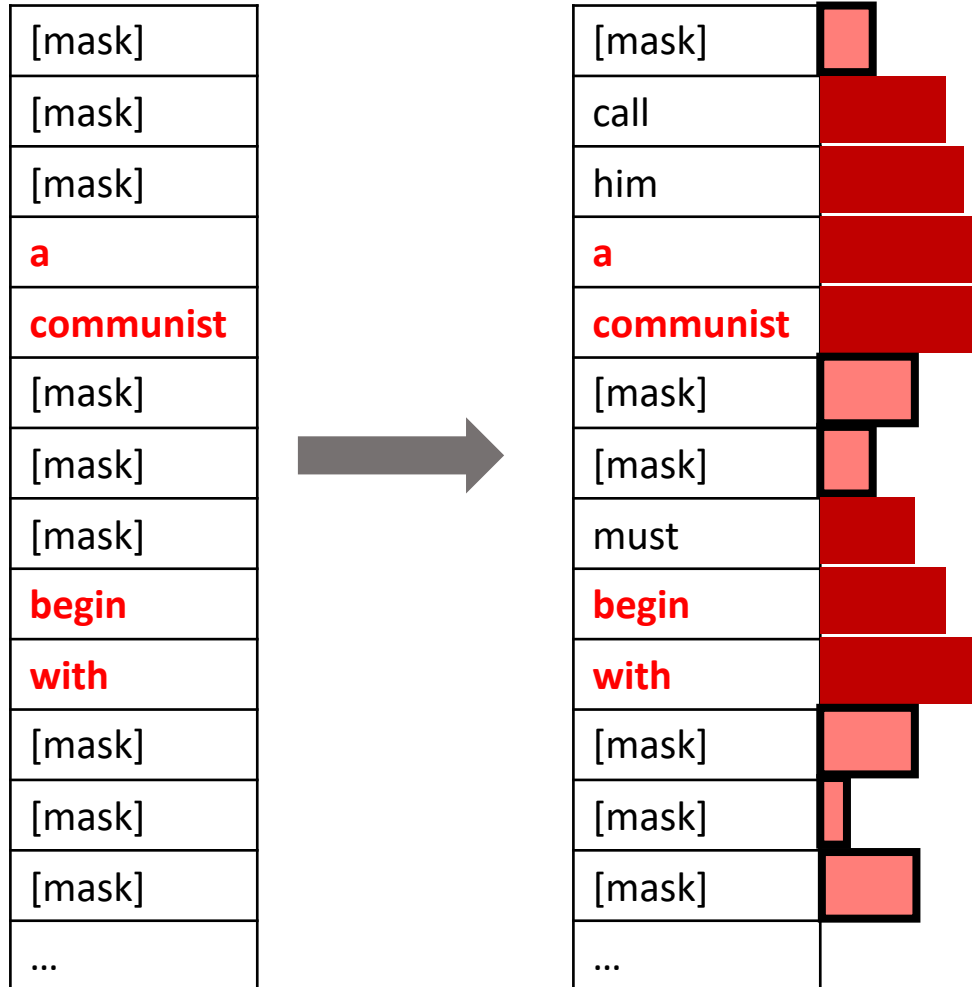 [mask]
[mask]
[mask]
a
communist
[mask]
[mask]
[mask]
begin
with
[mask]
[mask]
[mask]
...
[mask]
call
him
a
communist
[mask]
[mask]
must
begin
with
[mask]
[mask]
[mask]
...